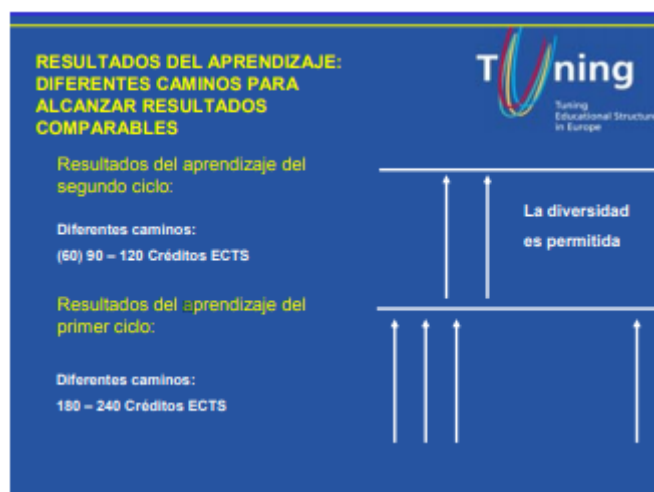 RESULTADOS DEL APRENDIZAJE:
DIFERENTES CAMINOS PARA
ALCANZAR RESULTADOS
COMPARABLES
Tuning
Tuning
Educational Structure
in Europe
Resultados del aprendizaje del
segundo ciclo:
Diferentes caminos:
(60) 90 – 120 Créditos ECTS
La diversidad
es permitida
Resultados del aprendizaje del
primer ciclo:
Diferentes caminos:
180 – 240 Créditos ECTS